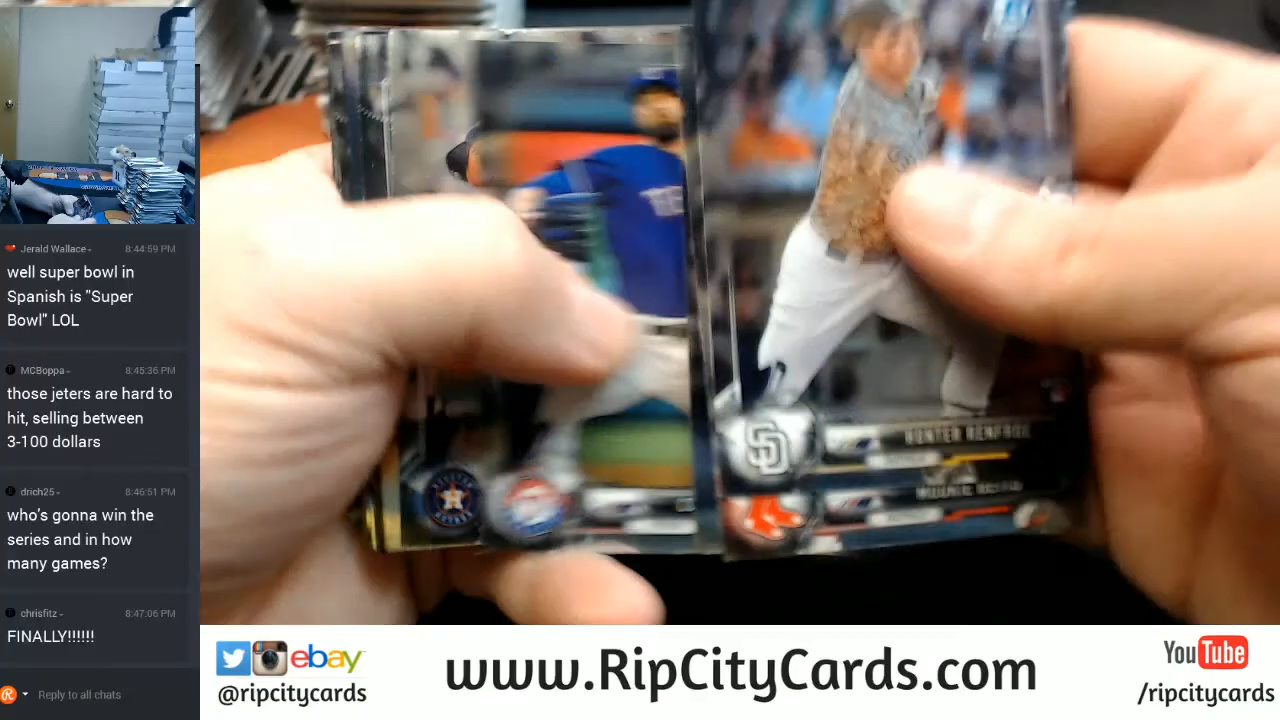 Jerald Wallace
8:44:59 PM
well super bowl in
Spanish is "Super
Bowl" LOL
MCBoppa
8:45:36 PM
those jeters are hard to
hit, selling between
3-100 dollars
drich25
8:46:51 PM
who's gonna win the
series and in how
many games?
chrisfitz
8:47:06 PM
FINALLY!!!!!!
Reply to all chats
HUNTER RENFROE
SD
ebay
@ripcitycards
www.RipCityCards.com
YouTube
/ripcitycards